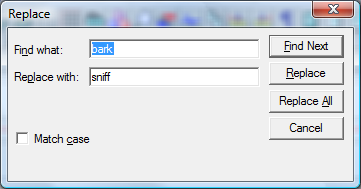 Replace
Find what: bark Find Next
Replace with: sniff Replace
Replace All
Cancel
Match case